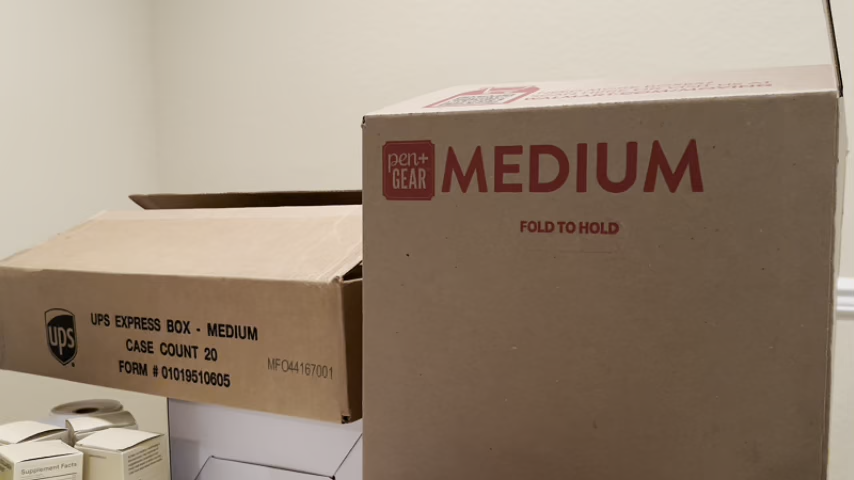 pen+
GEAR
MEDIUM
FOLD TO HOLD
ups
UPS EXPRESS BOX - MEDIUM
CASE COUNT 20
FORM # 01019510605
MFO44167001
Supplement Facts